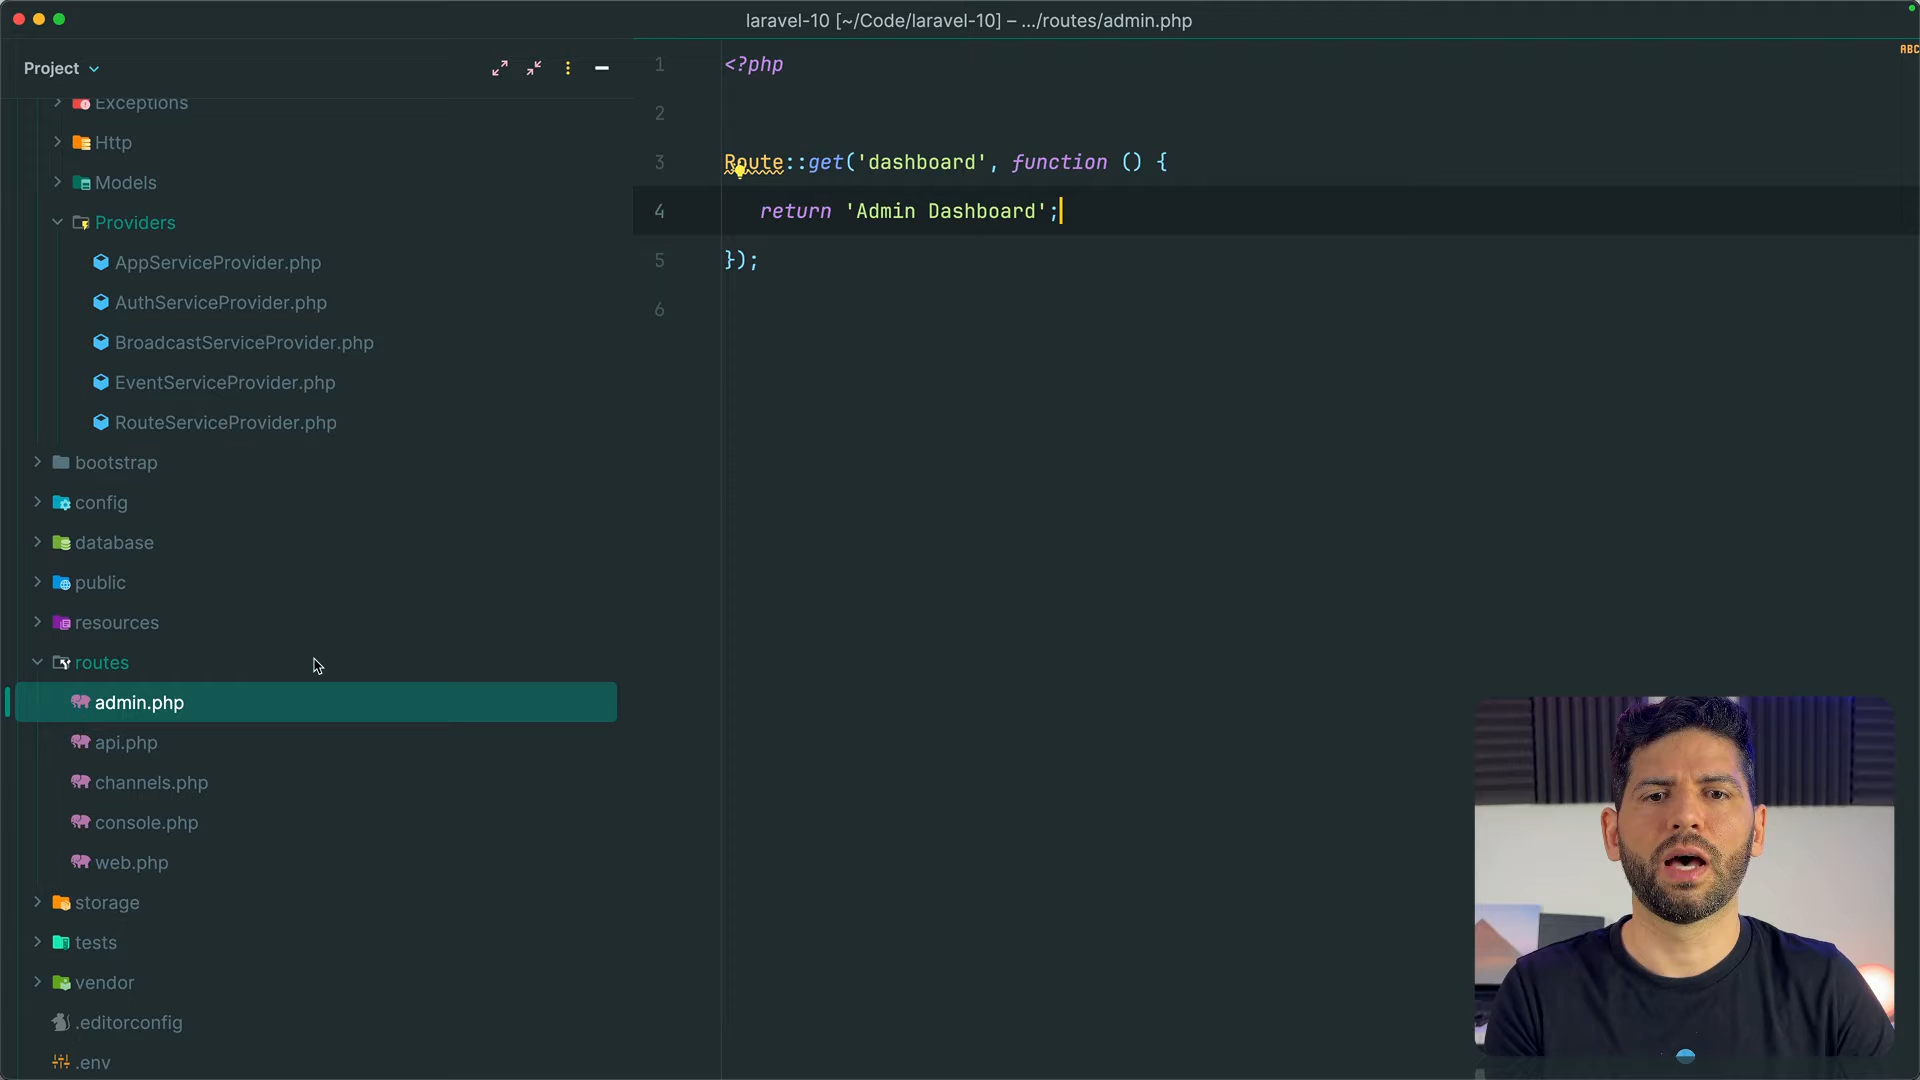 laravel-10 [~/Code/laravel-10] – .../routes/admin.php
Project
Exceptions
Http
Models
Providers
AppServiceProvider.php
AuthServiceProvider.php
BroadcastServiceProvider.php
EventServiceProvider.php
RouteServiceProvider.php
bootstrap
config
database
public
resources
routes
admin.php
api.php
channels.php
console.php
web.php
storage
tests
vendor
.editorconfig
.env
1 <?php
2
3 Route::get('dashboard', function () {
4 return 'Admin Dashboard';
5 });
6
ABC